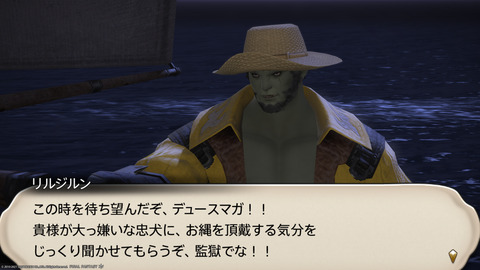 リルジルン
この時を待ち望んだぞ、デュースマガ！！
貴様が大っ嫌いな忠犬に、お縄を頂戴する気分を
じっくり聞かせてもらうぞ、監獄でな！！